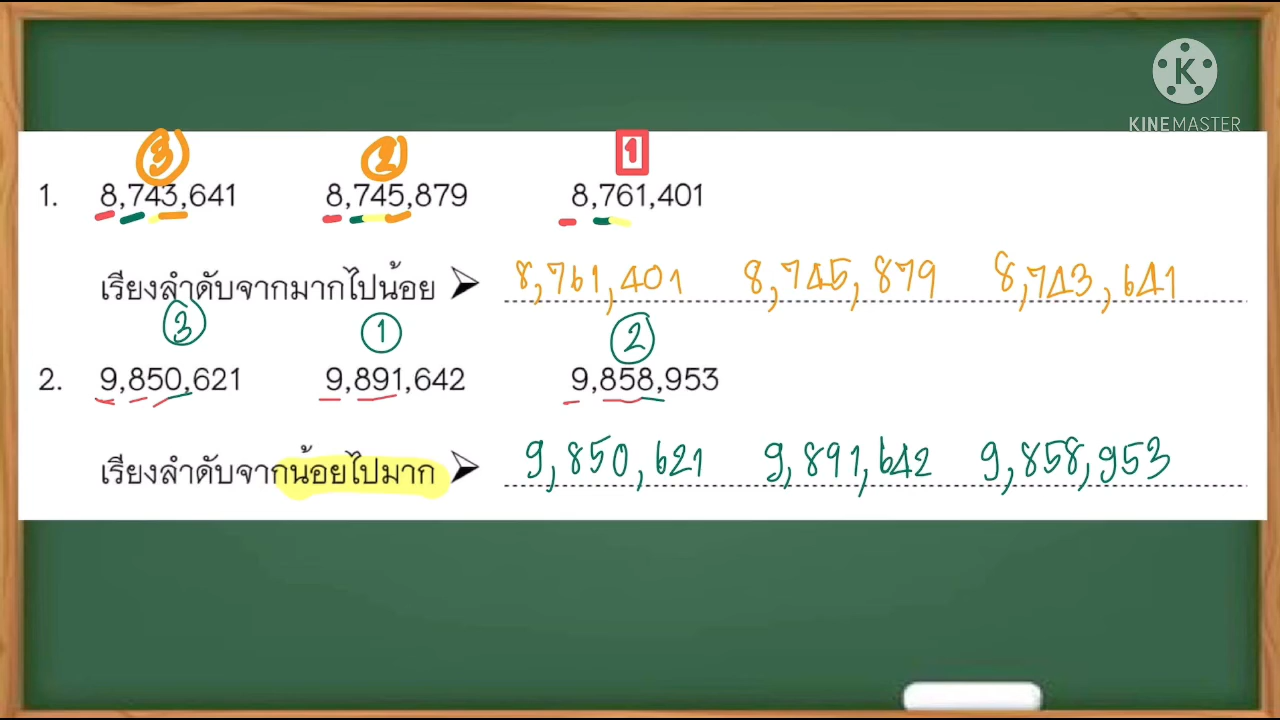 K
KINEMASTER
3 2 1
1. 8,743,641 8,745,879 8,761,401
เรียงลำดับจากมากไปน้อย ➤ 8,761,401 8,745,879 8,743,641
3 1 2
2. 9,850,621 9,891,642 9,858,953
เรียงลำดับจากน้อยไปมาก ➤ 9,850,621 9,891,642 9,858,953